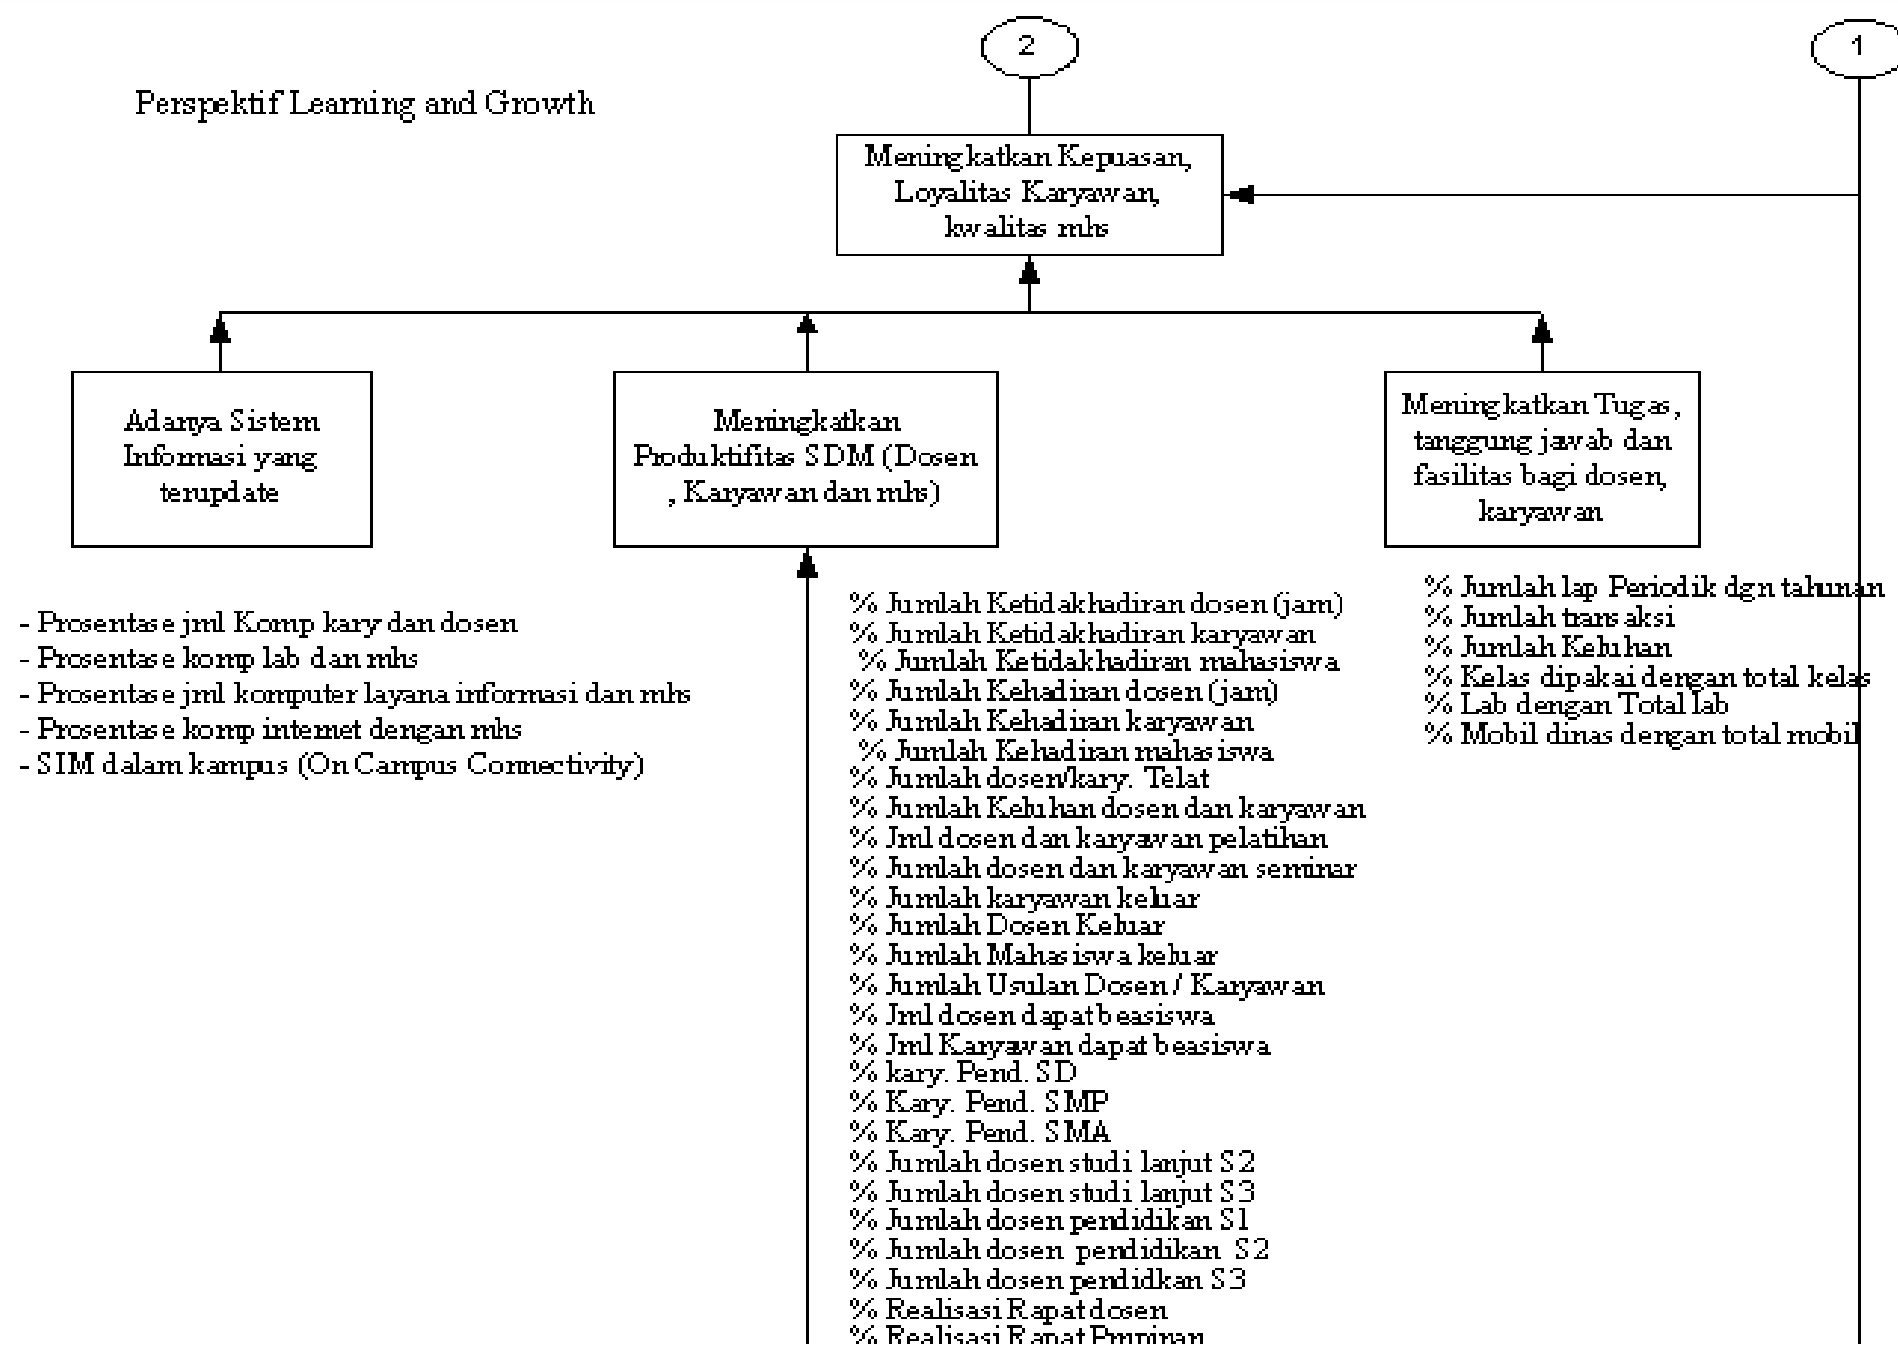 2
1
Perspektif Learning and Growth
Meningkatkan Kepuasan,
Loyalitas Karyawan,
kwalitas mhs
Adanya Sistem
Informasi yang
terupdate
Meningkatkan
Produktifitas SDM (Dosen
, Karyawan dan mhs)
Meningkatkan Tugas,
tanggung jawab dan
fasilitas bagi dosen,
karyawan
- Prosentase jml Komp kary dan dosen
- Prosentase komp lab dan mhs
- Prosentase jml komputer layana informasi dan mhs
- Prosentase komp internet dengan mhs
- SIM dalam kampus (On Campus Connectivity)
% Jumlah Ketidakhadiran dosen (jam)
% Jumlah Ketidakhadiran karyawan
% Jumlah Ketidakhadiran mahasiswa
% Jumlah Kehadiran dosen (jam)
% Jumlah Kehadiran karyawan
% Jumlah Kehadiran mahasiswa
% Jumlah dosen/kary. Telat
% Jumlah Keluhan dosen dan karyawan
% Jml dosen dan karyawan pelatihan
% Jumlah dosen dan karyawan seminar
% Jumlah karyawan keluar
% Jumlah Dosen Keluar
% Jumlah Mahasiswa keluar
% Jumlah Usulan Dosen / Karyawan
% Jml dosen dapat beasiswa
% Jml Karyawan dapat beasiswa
% kary. Pend. SD
% Kary. Pend. SMP
% Kary. Pend. SMA
% Jumlah dosen studi lanjut S2
% Jumlah dosen studi lanjut S3
% Jumlah dosen pendidikan S1
% Jumlah dosen pendidikan S2
% Jumlah dosen pendidkan S3
% Realisasi Rapat dosen
% Realisasi Rapat Pmpinan
% Jumlah lap Periodik dgn tahunan
% Jumlah transaksi
% Jumlah Keluhan
% Kelas dipakai dengan total kelas
% Lab dengan Total lab
% Mobil dinas dengan total mobil